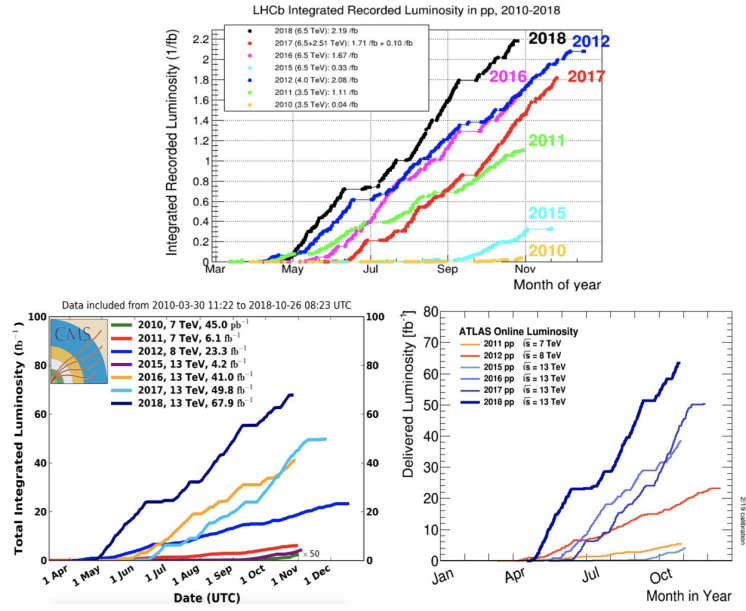 LHCb Integrated Recorded Luminosity in pp, 2010-2018
Integrated Recorded Luminosity (1/fb)
2018 (6.5 TeV): 2.19 /fb
2017 (6.5+2.51 TeV): 1.71 /fb + 0.10 /fb
2016 (6.5 TeV): 1.67 /fb
2015 (6.5 TeV): 0.33 /fb
2012 (4.0 TeV): 2.08 /fb
2011 (3.5 TeV): 1.11 /fb
2010 (3.5 TeV): 0.04 /fb
2018
2012
2016
2017
2011
2015
2010
2.2
2
1.8
1.6
1.4
1.2
1
0.8
0.6
0.4
0.2
0
Mar May Jul Sep Nov
Month of year
Data included from 2010-03-30 11:22 to 2018-10-26 08:23 UTC
Total Integrated Luminosity (fb⁻¹)
CMS
2010, 7 TeV, 45.0 pb⁻¹
2011, 7 TeV, 6.1 fb⁻¹
2012, 8 TeV, 23.3 fb⁻¹
2015, 13 TeV, 4.2 fb⁻¹
2016, 13 TeV, 41.0 fb⁻¹
2017, 13 TeV, 49.8 fb⁻¹
2018, 13 TeV, 67.9 fb⁻¹
100 100
80 80
60 60
40 40
20 20
0 0
× 50
1 Apr 1 May 1 Jun 1 Jul 1 Aug 1 Sep 1 Oct 1 Nov 1 Dec
Date (UTC)
Delivered Luminosity [fb⁻¹]
80
70
60
50
40
30
20
10
0
ATLAS Online Luminosity
2011 pp √s = 7 TeV
2012 pp √s = 8 TeV
2015 pp √s = 13 TeV
2016 pp √s = 13 TeV
2017 pp √s = 13 TeV
2018 pp √s = 13 TeV
2/19 calibration
Jan Apr Jul Oct
Month in Year